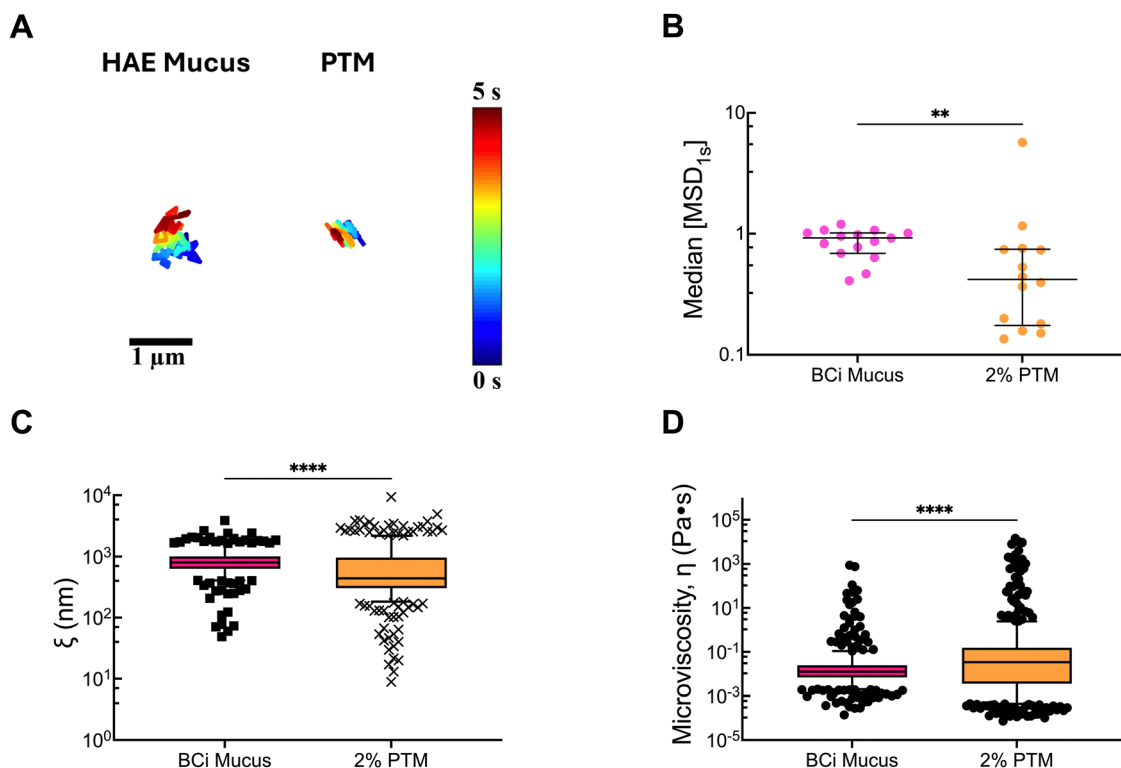 A
HAE Mucus
PTM
5 s
0 s
1 µm
B
**
Median [MSD1s]
10
1
0.1
BCi Mucus
2% PTM
C
****
ξ (nm)
10⁴
10³
10²
10¹
10⁰
BCi Mucus
2% PTM
D
****
Microviscosity, η (Pa•s)
10⁵
10³
10¹
10⁻¹
10⁻³
10⁻⁵
BCi Mucus
2% PTM